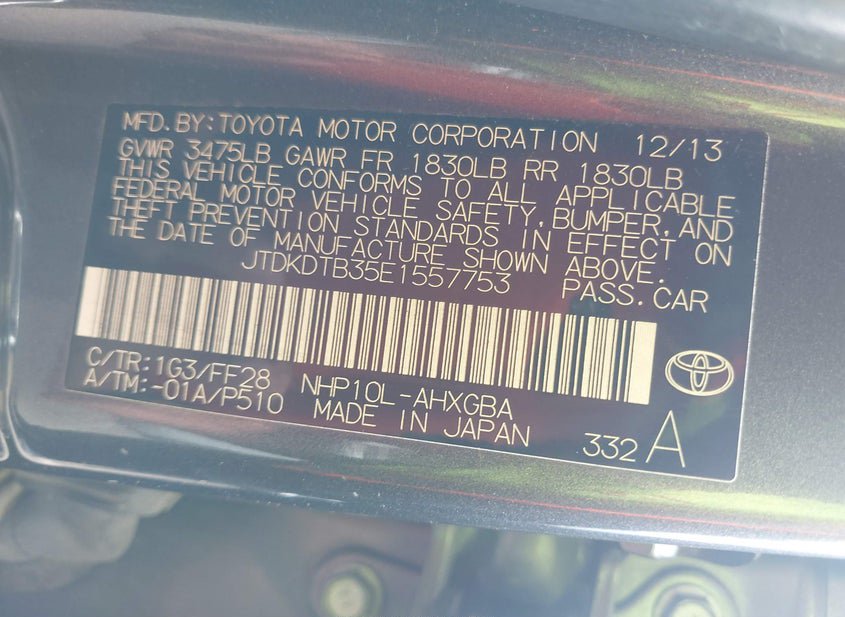 MFD. BY: TOYOTA MOTOR CORPORATION 12/13
GVWR 3475LB GAWR FR 1830LB RR 1830LB
THIS VEHICLE CONFORMS TO ALL APPLICABLE
FEDERAL MOTOR VEHICLE SAFETY, BUMPER, AND
THEFT PREVENTION STANDARDS IN EFFECT ON
THE DATE OF MANUFACTURE SHOWN ABOVE.
JTDKDTB35E1557753 PASS. CAR
C/TR: 1G3/FF28 NHP10L-AHXGBA
A/TM: -01A/P510 MADE IN JAPAN 332 A